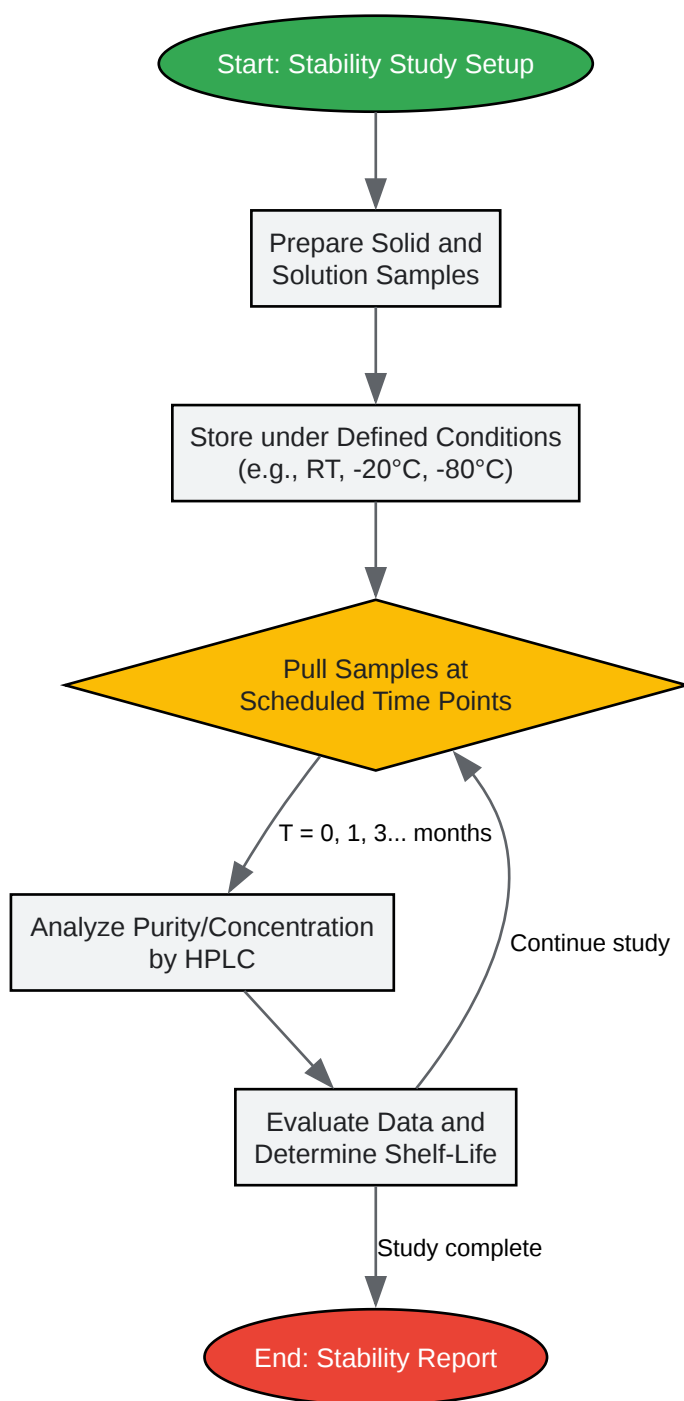 Start: Stability Study Setup
Prepare Solid and
Solution Samples
Store under Defined Conditions
(e.g., RT, -20°C, -80°C)
Pull Samples at
Scheduled Time Points
T = 0, 1, 3... months
Analyze Purity/Concentration
by HPLC
Continue study
Evaluate Data and
Determine Shelf-Life
Study complete
End: Stability Report